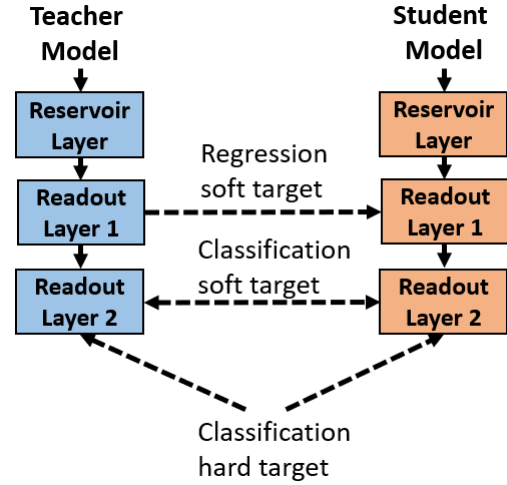 Teacher
Model
Reservoir
Layer
Readout
Layer 1
Readout
Layer 2
Regression
soft target
Classification
soft target
Classification
hard target
Student
Model
Reservoir
Layer
Readout
Layer 1
Readout
Layer 2